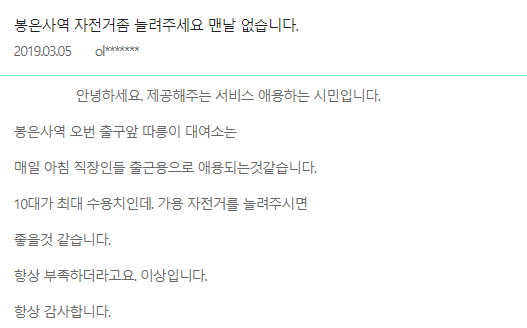 봉은사역 자전거좀 늘려주세요 맨날 없습니다.
2019.03.05 ol*******
안녕하세요. 제공해주는 서비스 애용하는 시민입니다.
봉은사역 오번 출구앞 따릉이 대여소는
매일 아침 직장인들 출근용으로 애용되는것같습니다.
10대가 최대 수용치인데. 가용 자전거를 늘려주시면
좋을것 같습니다.
항상 부족하더라고요. 이상입니다.
항상 감사합니다.